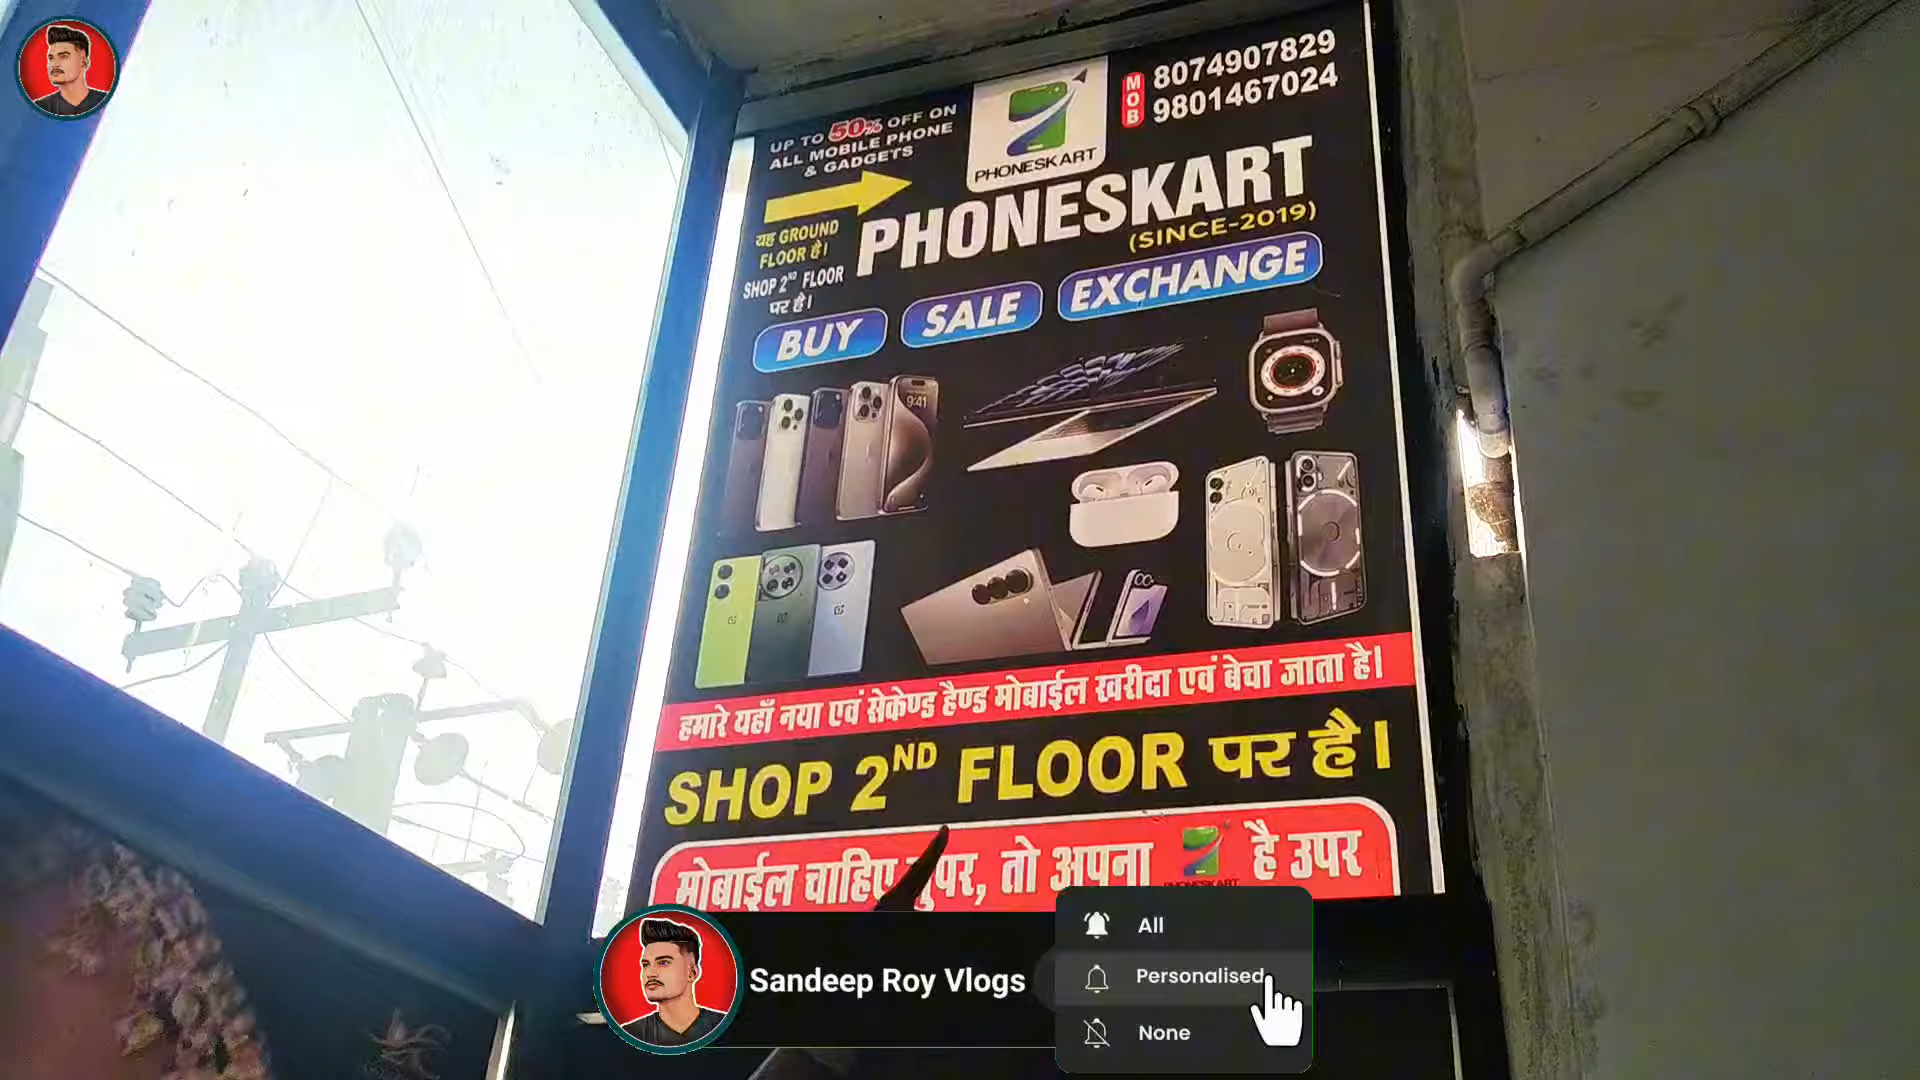 8074907829
MOB
9801467024
UP TO 50% OFF ON
ALL MOBILE PHONE
& GADGETS
PHONESKART
PHONESKART
(SINCE-2019)
यह GROUND
FLOOR है।
SHOP 2ND FLOOR
पर है।
BUY
SALE
EXCHANGE
9:41
हमारे यहाँ नया एवं सेकेण्ड हैण्ड मोबाईल खरीदा एवं बेचा जाता है।
SHOP 2ND FLOOR पर है।
मोबाईल चाहिए तो अपना है उपर
PHONESKART
Sandeep Roy Vlogs
All
Personalised
None